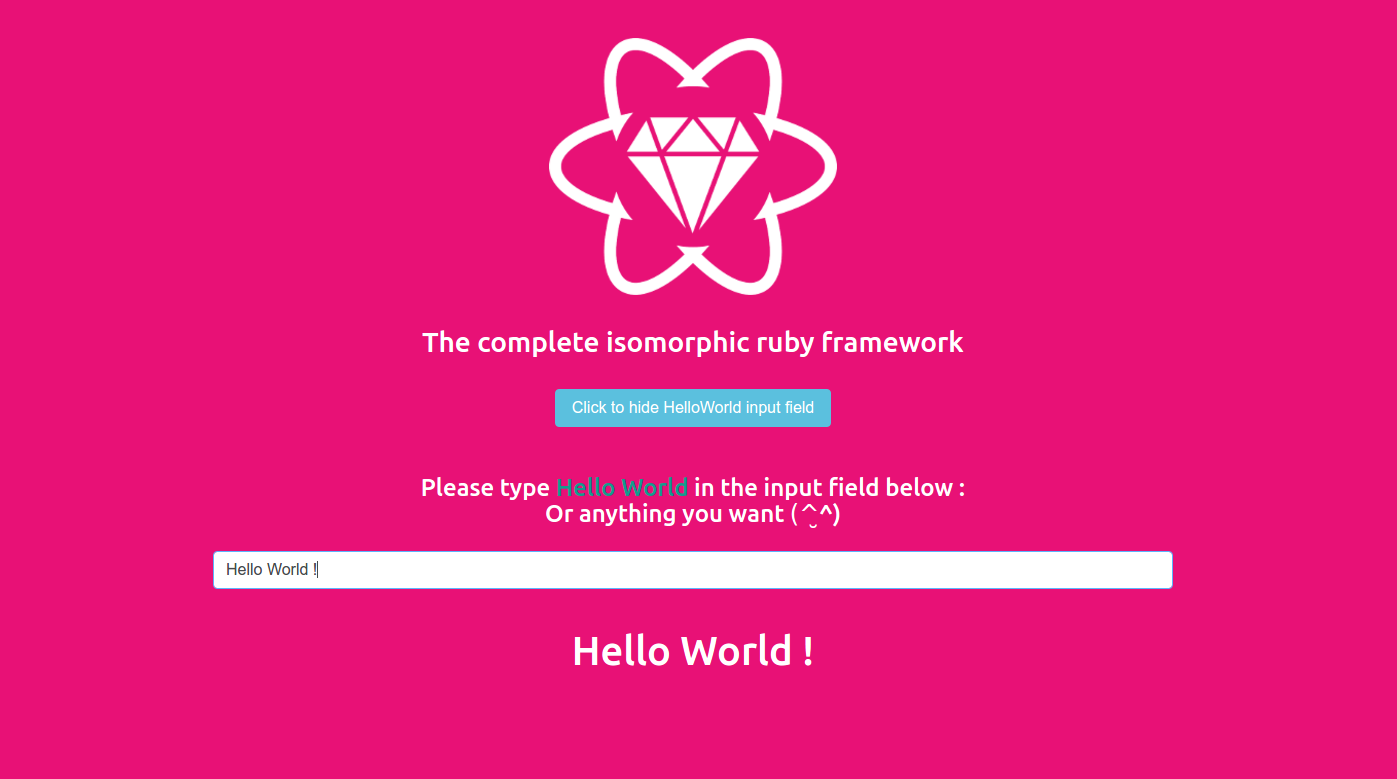 The complete isomorphic ruby framework
Click to hide HelloWorld input field
Please type Hello World in the input field below :
Or anything you want (^̮^)
Hello World !
Hello World !